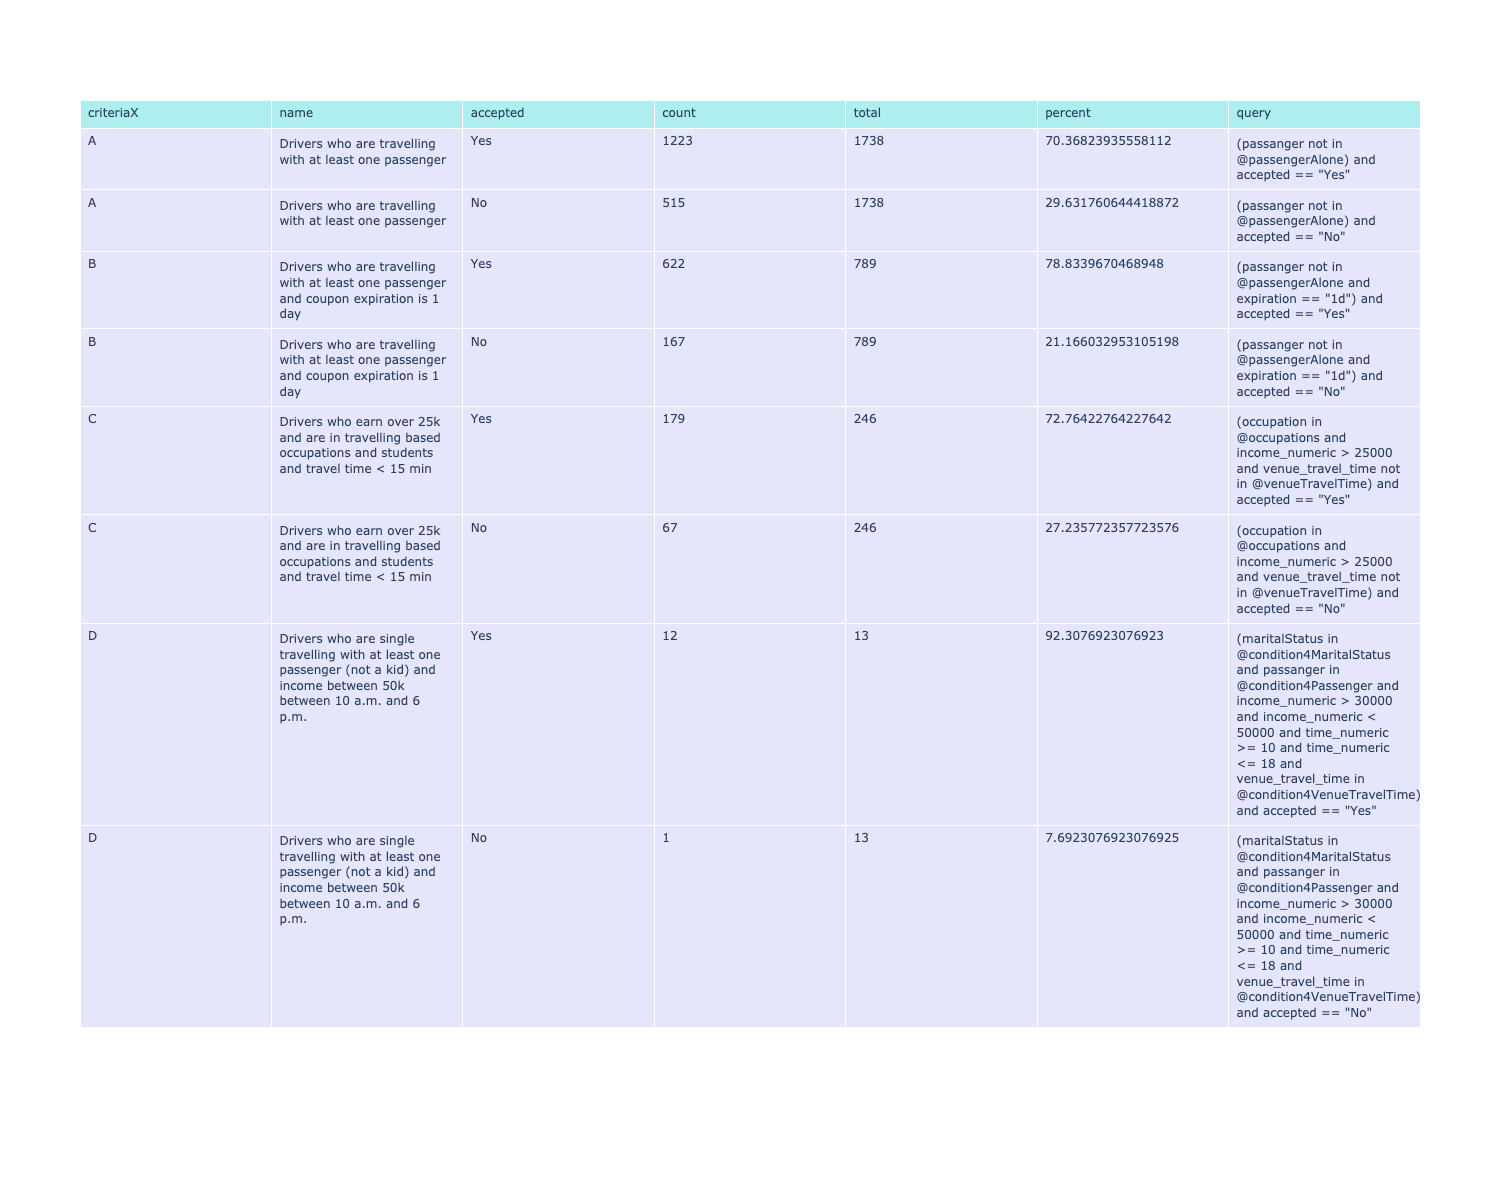 criteriaX name accepted count total percent query
A Drivers who are travelling Yes 1223 1738 70.36823935558112 (passanger not in
with at least one passenger @passengerAlone) and
accepted == "Yes"
A Drivers who are travelling No 515 1738 29.631760644418872 (passanger not in
with at least one passenger @passengerAlone) and
accepted == "No"
B Drivers who are travelling Yes 622 789 78.8339670468948 (passanger not in
with at least one passenger @passengerAlone and
and coupon expiration is 1 expiration == "1d") and
day accepted == "Yes"
B Drivers who are travelling No 167 789 21.166032953105198 (passanger not in
with at least one passenger @passengerAlone and
and coupon expiration is 1 expiration == "1d") and
day accepted == "No"
C Drivers who earn over 25k Yes 179 246 72.76422764227642 (occupation in
and are in travelling based @occupations and
occupations and students income_numeric > 25000
and travel time < 15 min and venue_travel_time not
in @venueTravelTime) and
accepted == "Yes"
C Drivers who earn over 25k No 67 246 27.235772357723576 (occupation in
and are in travelling based @occupations and
occupations and students income_numeric > 25000
and travel time < 15 min and venue_travel_time not
in @venueTravelTime) and
accepted == "No"
D Drivers who are single Yes 12 13 92.3076923076923 (maritalStatus in
travelling with at least one @condition4MaritalStatus
passenger (not a kid) and and passanger in
income between 50k @condition4Passenger and
between 10 a.m. and 6 income_numeric > 30000
p.m. and income_numeric <
50000 and time_numeric
>= 10 and time_numeric
<= 18 and
venue_travel_time in
@condition4VenueTravelTime)
and accepted == "Yes"
D Drivers who are single No 1 13 7.6923076923076925 (maritalStatus in
travelling with at least one @condition4MaritalStatus
passenger (not a kid) and and passanger in
income between 50k @condition4Passenger and
between 10 a.m. and 6 income_numeric > 30000
p.m. and income_numeric <
50000 and time_numeric
>= 10 and time_numeric
<= 18 and
venue_travel_time in
@condition4VenueTravelTime)
and accepted == "No"